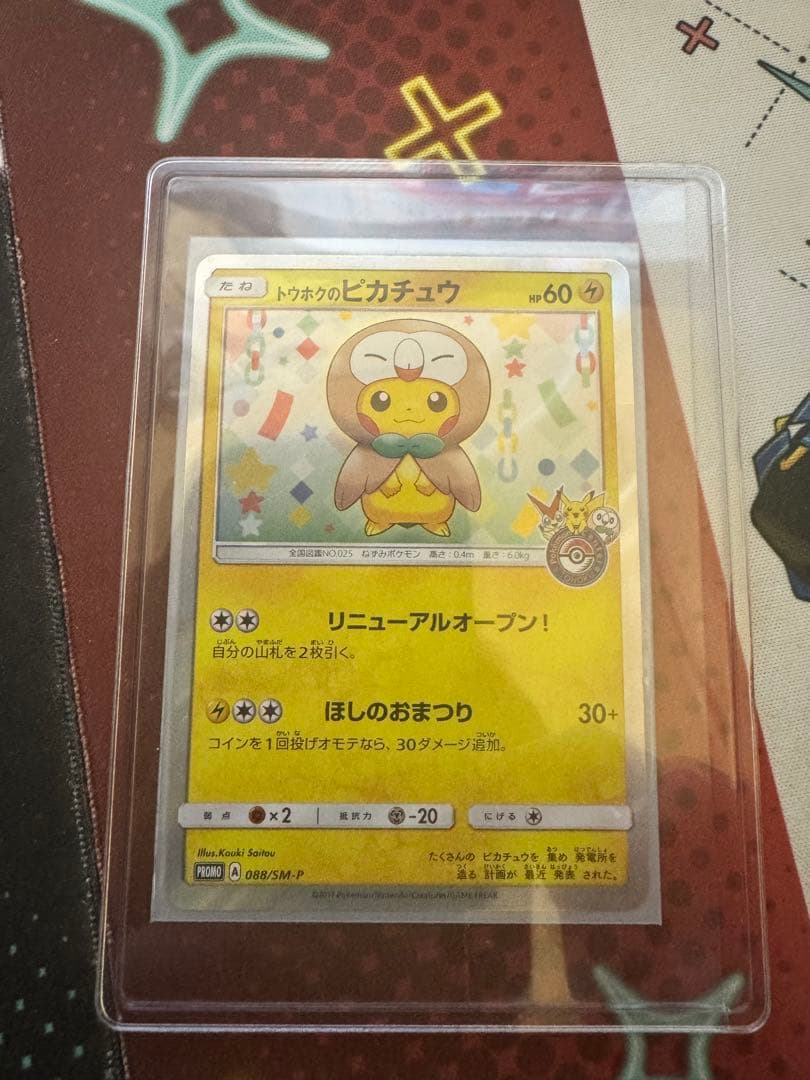 たね トウホクのピカチュウ HP60
全国図鑑NO.025 ねずみポケモン 高さ：0.4m 重さ：6.0kg
リニューアルオープン！
自分の山札を2枚引く。
ほしのおまつり 30+
コインを1回投げオモテなら、30ダメージ追加。
弱点 ×2 抵抗力 -20 にげる
Illus.Kouki Saitou
たくさんの ピカチュウを 集め 発電所を
造る 計画が 最近 発表 された。
PROMO A 088/SM-P
©2017 Pokémon/Nintendo/Creatures/GAME FREAK